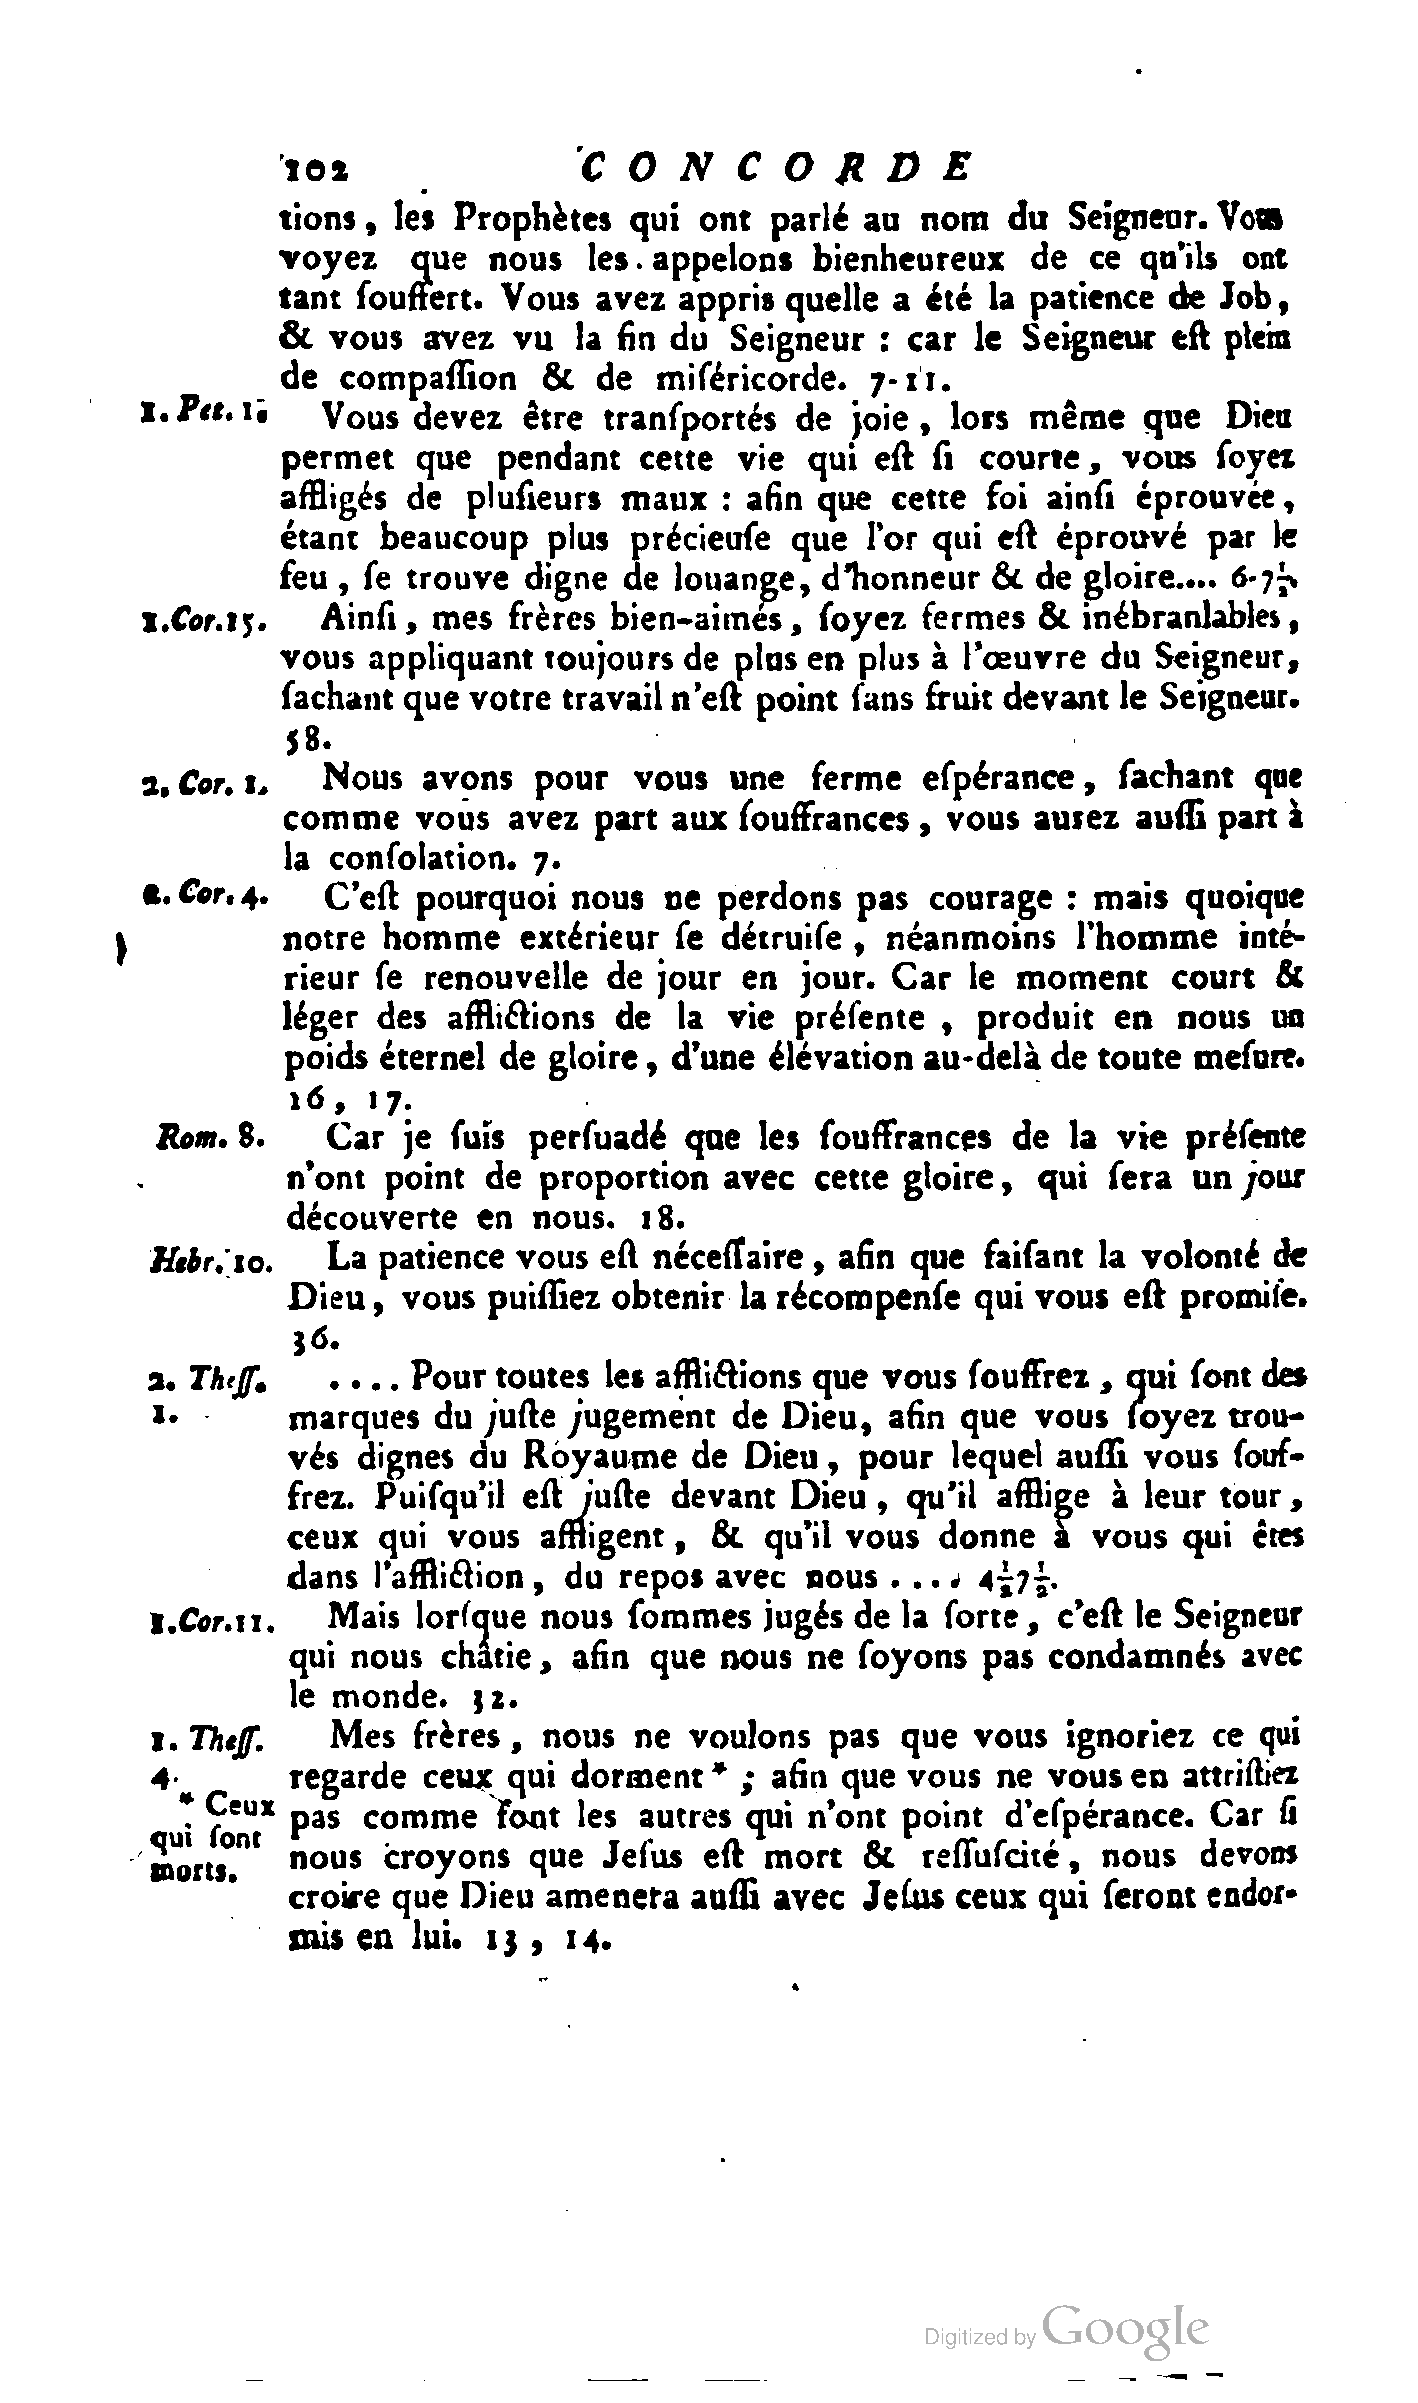 102 CONCORDE
tions, les Prophètes qui ont parlé au nom du Seigneur. Vous
voyez que nous les appelons bienheureux de ce qu'ils ont
tant ſouffert. Vous avez appris quelle a été la patience de Job,
& vous avez vu la fin du Seigneur : car le Seigneur eſt plein
de compaſſion & de miſéricorde. 7-11.
1. Pet. 1. Vous devez être tranſportés de joie, lors même que Dieu
permet que pendant cette vie qui eſt ſi courte, vous ſoyez
affligés de pluſieurs maux : afin que cette foi ainſi éprouvée,
étant beaucoup plus précieuſe que l'or qui eſt éprouvé par le
feu, ſe trouve digne de louange, d'honneur & de gloire.... 6-7½.
1.Cor.15. Ainſi, mes frères bien-aimés, ſoyez fermes & inébranlables,
vous appliquant toujours de plus en plus à l'œuvre du Seigneur,
ſachant que votre travail n'eſt point ſans fruit devant le Seigneur.
58.
2. Cor. 1. Nous avons pour vous une ferme eſpérance, ſachant que
comme vous avez part aux ſouffrances, vous aurez auſſi part à
la conſolation. 7.
2. Cor. 4. C'eſt pourquoi nous ne perdons pas courage : mais quoique
notre homme extérieur ſe détruiſe, néanmoins l'homme inté-
rieur ſe renouvelle de jour en jour. Car le moment court &
léger des afflictions de la vie préſente, produit en nous un
poids éternel de gloire, d'une élévation au-delà de toute meſure.
16, 17.
Rom. 8. Car je ſuis perſuadé que les ſouffrances de la vie préſente
n'ont point de proportion avec cette gloire, qui ſera un jour
découverte en nous. 18.
Hebr. 10. La patience vous eſt néceſſaire, afin que faiſant la volonté de
Dieu, vous puiſſiez obtenir la récompenſe qui vous eſt promiſe.
36.
2. Theſſ. .... Pour toutes les afflictions que vous ſouffrez, qui ſont des
1. marques du juſte jugement de Dieu, afin que vous ſoyez trou-
vés dignes du Royaume de Dieu, pour lequel auſſi vous ſouf-
frez. Puiſqu'il eſt juſte devant Dieu, qu'il afflige à leur tour,
ceux qui vous affligent, & qu'il vous donne à vous qui êtes
dans l'affliction, du repos avec nous .... 4½7½.
1.Cor.11. Mais lorſque nous ſommes jugés de la ſorte, c'eſt le Seigneur
qui nous châtie, afin que nous ne ſoyons pas condamnés avec
le monde. 32.
1. Theſſ. Mes frères, nous ne voulons pas que vous ignoriez ce qui
4. regarde ceux qui dorment * ; afin que vous ne vous en attriſtiez
* Ceux pas comme font les autres qui n'ont point d'eſpérance. Car ſi
qui ſont nous croyons que Jeſus eſt mort & reſſuſcité, nous devons
morts. croire que Dieu amenera auſſi avec Jeſus ceux qui ſeront endor-
mis en lui. 13, 14.
Digitized by Google